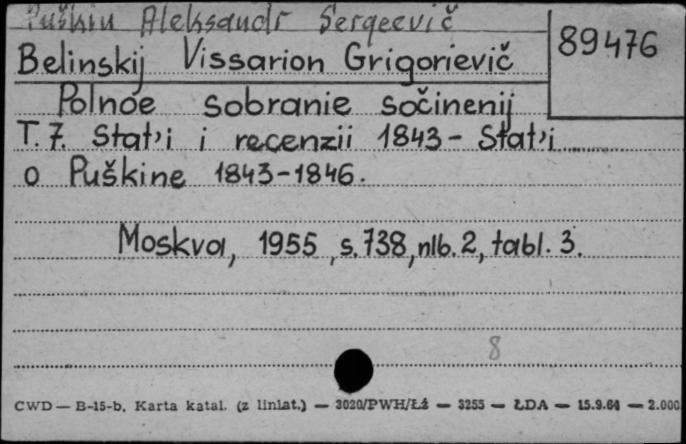 Puškin Aleksandr Sergeevič
Belinskij Vissarion Grigorievič
89476
Polnoe sobranie sočinenij
T. 7. Stat'i i recenzii 1843 - Stat'i
o Puškine 1843-1846.
Moskva, 1955, s. 738, nlb. 2, tabl. 3.
8
CWD — B-15-b. Karta katal. (z liniat.) — 3020/PWH/Łź — 3255 — ŁDA — 15.9.64 — 2.000